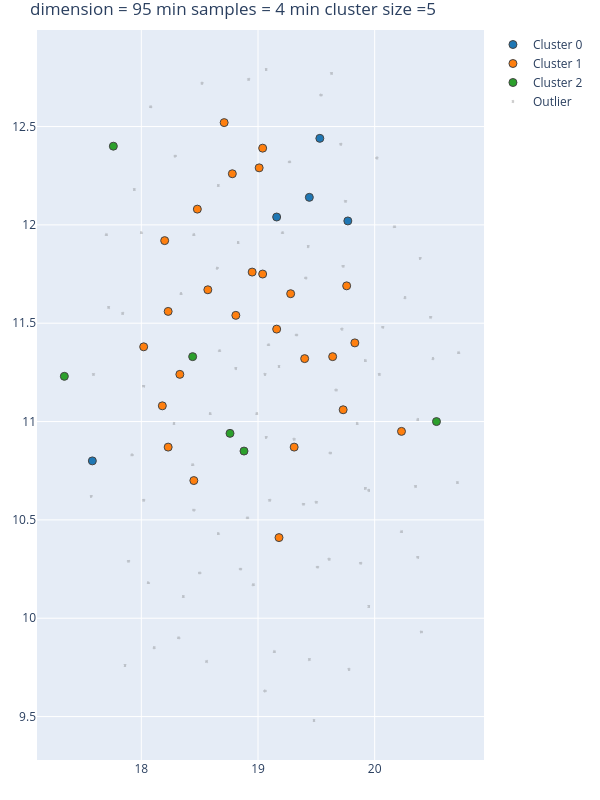 dimension = 95 min samples = 4 min cluster size =5
Cluster 0
Cluster 1
Cluster 2
Outlier
12.5
12
11.5
11
10.5
10
9.5
18 19 20